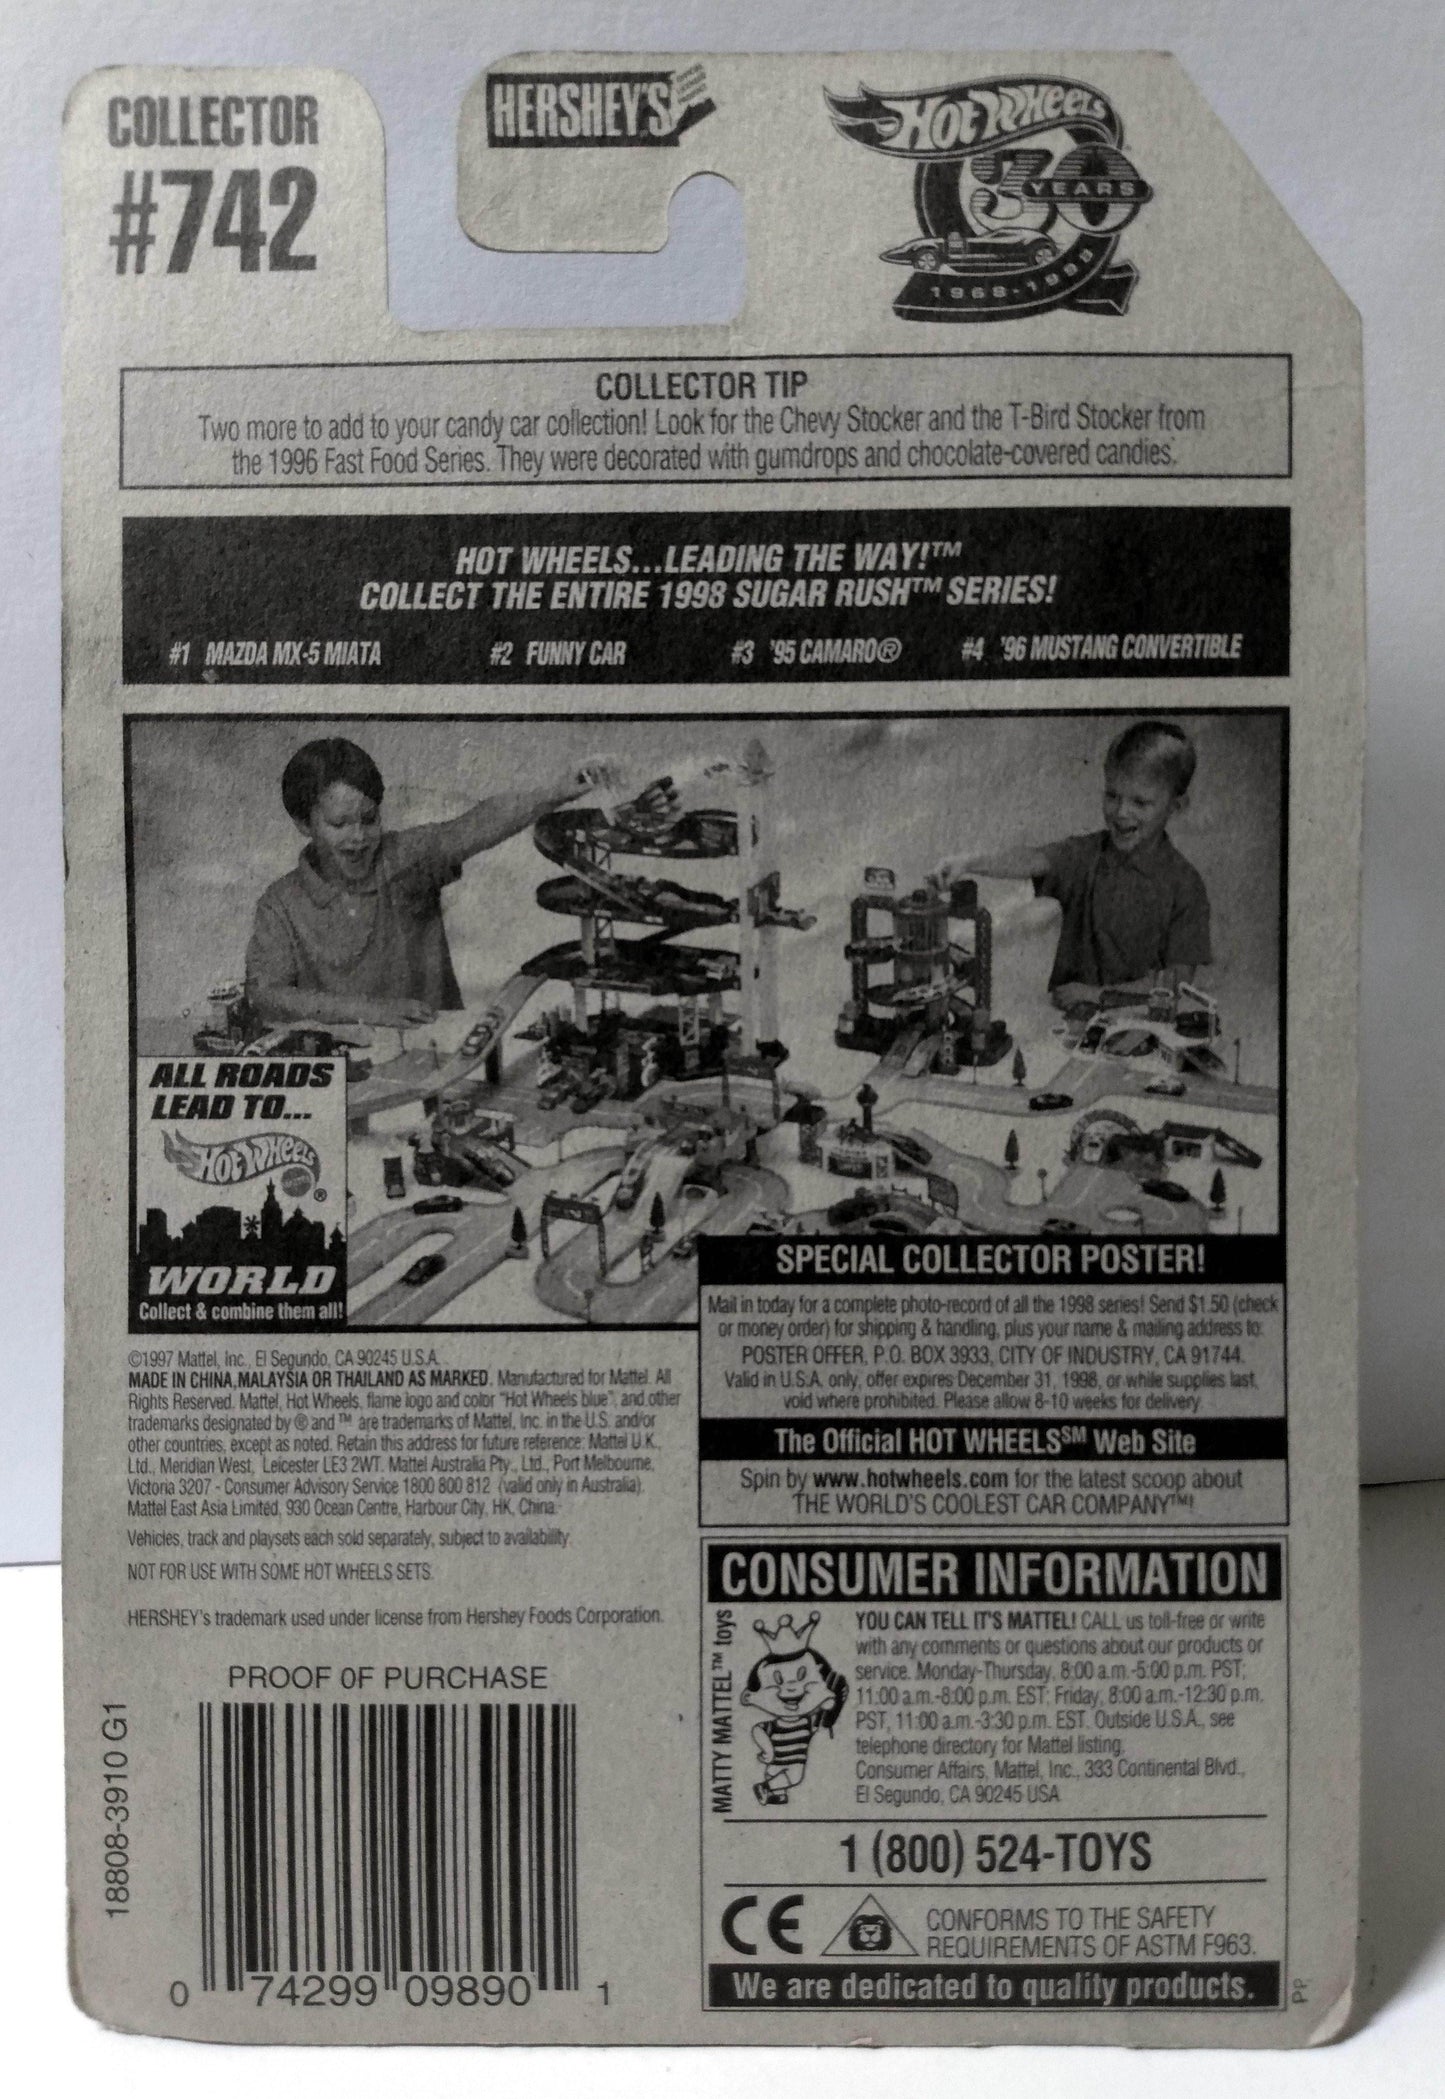 COLLECTOR
#742
HERSHEY'S
HOT WHEELS
30
YEARS
1968-1998
COLLECTOR TIP
Two more to add to your candy car collection! Look for the Chevy Stocker and the T-Bird Stocker from
the 1996 Fast Food Series. They were decorated with gumdrops and chocolate-covered candies.
HOT WHEELS...LEADING THE WAY!™
COLLECT THE ENTIRE 1998 SUGAR RUSH™ SERIES!
#1 MAZDA MX-5 MIATA #2 FUNNY CAR #3 '95 CAMARO® #4 '96 MUSTANG CONVERTIBLE
ALL ROADS
LEAD TO...
HOT WHEELS
®
WORLD
Collect & combine them all!
SPECIAL COLLECTOR POSTER!
Mail in today for a complete photo-record of all the 1998 series! Send $1.50 (check
or money order) for shipping & handling, plus your name & mailing address to:
POSTER OFFER, P.O. BOX 3933, CITY OF INDUSTRY, CA 91744.
Valid in U.S.A. only, offer expires December 31, 1998, or while supplies last,
void where prohibited. Please allow 8-10 weeks for delivery.
The Official HOT WHEELS℠ Web Site
Spin by www.hotwheels.com for the latest scoop about
THE WORLD'S COOLEST CAR COMPANY™!
©1997 Mattel, Inc., El Segundo, CA 90245 U.S.A.
MADE IN CHINA, MALAYSIA OR THAILAND AS MARKED. Manufactured for Mattel. All
Rights Reserved. Mattel, Hot Wheels, flame logo and color "Hot Wheels blue", and other
trademarks designated by ® and ™ are trademarks of Mattel, Inc. in the U.S. and/or
other countries, except as noted. Retain this address for future reference: Mattel U.K.,
Ltd., Meridian West, Leicester LE3 2WT. Mattel Australia Pty., Ltd., Port Melbourne,
Victoria 3207 - Consumer Advisory Service 1800 800 812 (valid only in Australia).
Mattel East Asia Limited, 930 Ocean Centre, Harbour City, HK, China.
Vehicles, track and playsets each sold separately, subject to availability.
NOT FOR USE WITH SOME HOT WHEELS SETS.
HERSHEY's trademark used under license from Hershey Foods Corporation.
PROOF OF PURCHASE
18808-3910 G1
0 74299 09890 1
CONSUMER INFORMATION
MATTY MATTEL™ toys
YOU CAN TELL IT'S MATTEL! CALL us toll-free or write
with any comments or questions about our products or
service. Monday-Thursday, 8:00 a.m.-5:00 p.m. PST;
11:00 a.m.-8:00 p.m. EST; Friday, 8:00 a.m.-12:30 p.m.
PST, 11:00 a.m.-3:30 p.m. EST. Outside U.S.A., see
telephone directory for Mattel listing.
Consumer Affairs, Mattel, Inc., 333 Continental Blvd.,
El Segundo, CA 90245 USA
1 (800) 524-TOYS
CE
CONFORMS TO THE SAFETY
REQUIREMENTS OF ASTM F963.
We are dedicated to quality products.
PP